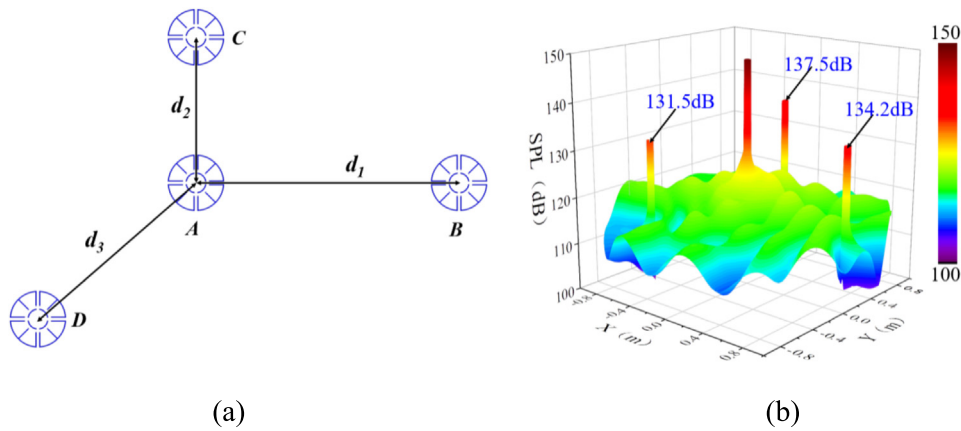 C
d2
d1
A
B
d3
D
(a)
150
140
130
120
110
100
SPL (dB)
131.5dB
137.5dB
134.2dB
-0.8
-0.4
0.0
0.4
0.8
X (m)
-0.8
-0.4
0.0
0.4
0.8
Y (m)
150
100
(b)